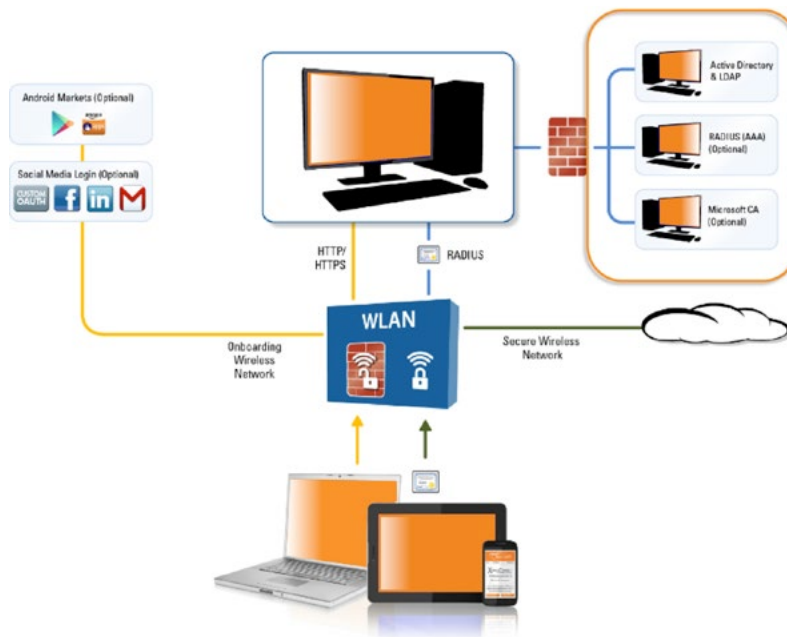 Android Markets (Optional)
Social Media Login (Optional)
CUSTOM
OAUTH
f
in
M
Active Directory
& LDAP
RADIUS (AAA)
(Optional)
Microsoft CA
(Optional)
HTTP/
HTTPS
RADIUS
WLAN
Onboarding
Wireless
Network
Secure Wireless
Network